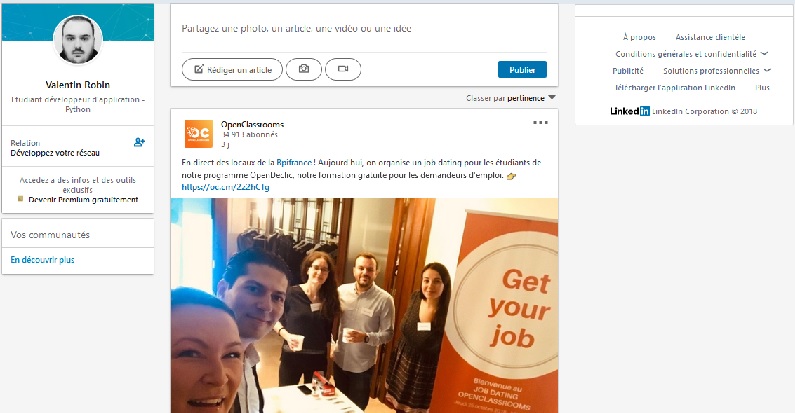 Valentin Robin
Etudiant développeur d'application -
Python
Relation
Développez votre réseau
Accédez à des infos et des outils
exclusifs
Devenir Premium gratuitement
Vos communautés
En découvrir plus
Partagez une photo, un article, une vidéo ou une idée
Rédiger un article
Publier
Classer par pertinence
OC
OpenClassrooms
abonnés
3 j
En direct des locaux de la Bpifrance ! Aujourd'hui, on organise un job dating pour les étudiants de
notre programme OpenDeclic, notre formation gratuite pour les demandeurs d'emploi.
Get
your
job
Bienvenue au
JOB DATING
OPENCLASSROOMS
À propos Assistance clientèle
Conditions générales et confidentialité
Publicité Solutions professionnelles
Télécharger l'application LinkedIn Plus
LinkedIn LinkedIn Corporation © 2018